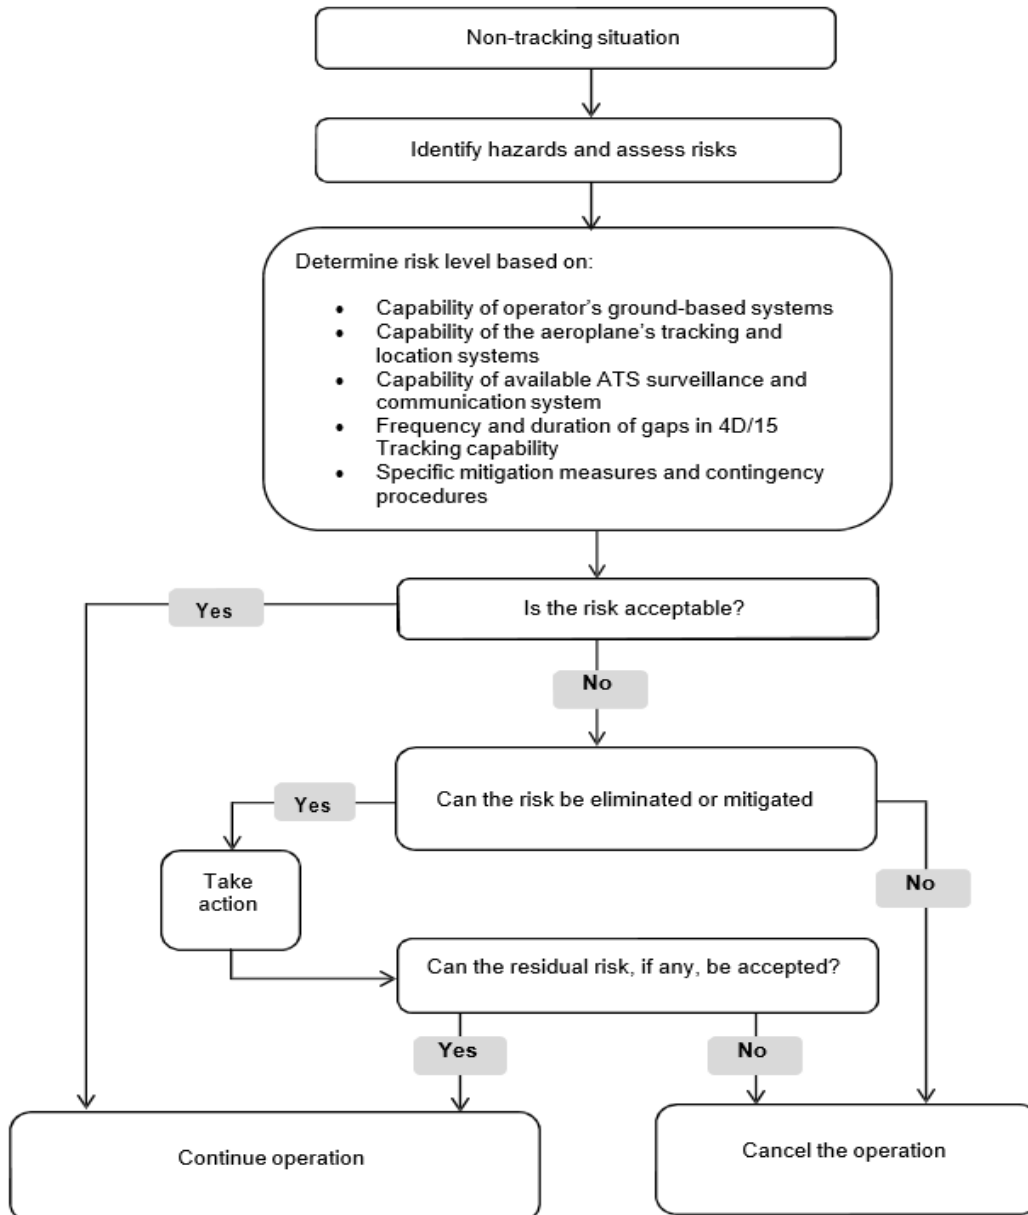 Non-tracking situation
Identify hazards and assess risks
Determine risk level based on:
• Capability of operator's ground-based systems
• Capability of the aeroplane's tracking and
location systems
• Capability of available ATS surveillance and
communication system
• Frequency and duration of gaps in 4D/15
Tracking capability
• Specific mitigation measures and contingency
procedures
Is the risk acceptable?
Yes
No
Can the risk be eliminated or mitigated
Yes
No
Take
action
Can the residual risk, if any, be accepted?
Yes
No
Continue operation
Cancel the operation